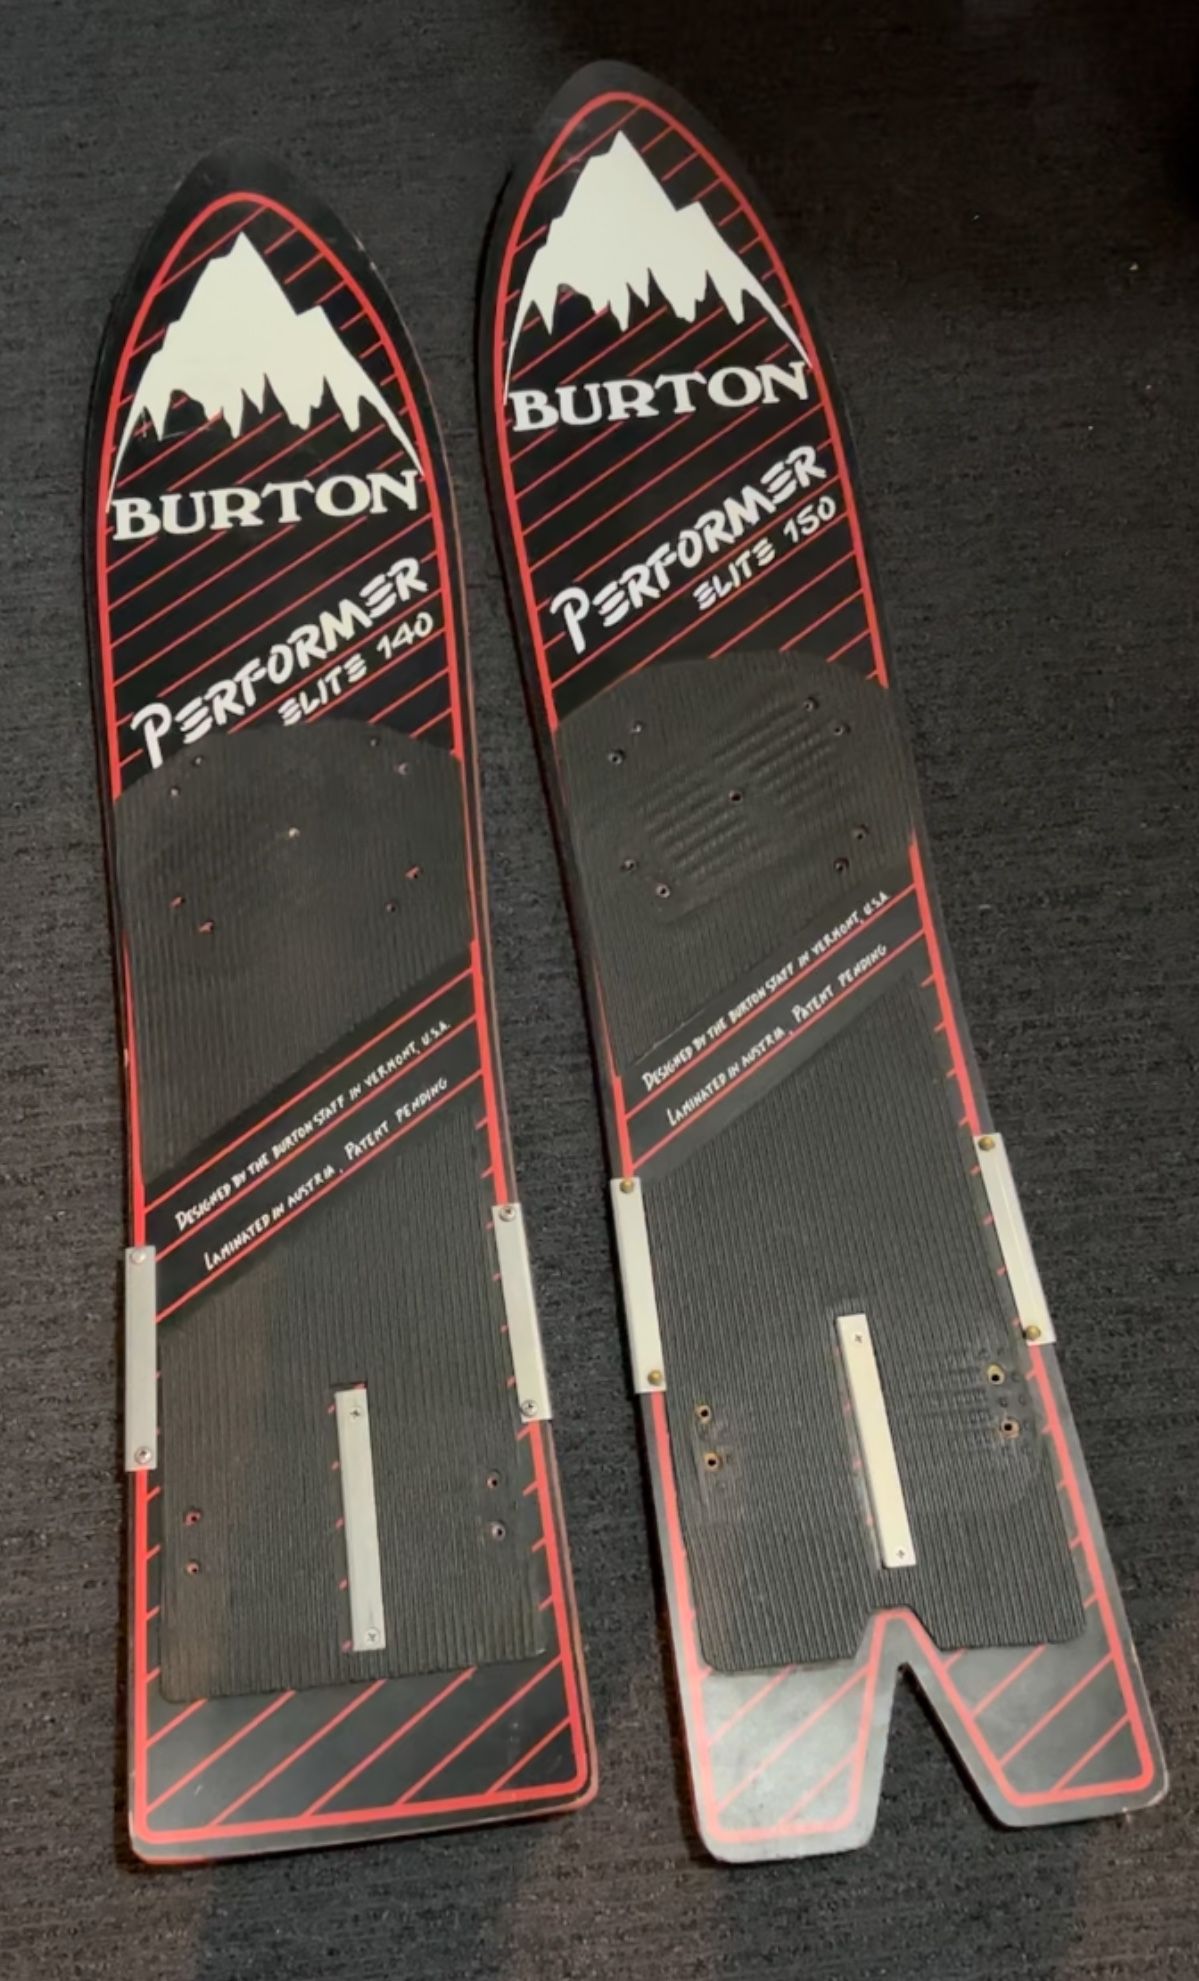 BURTON
PERFORMER
ELITE 140
DESIGNED BY THE BURTON STAFF IN VERMONT, U.S.A.
LAMINATED IN AUSTRIA, PATENT PENDING
BURTON
PERFORMER
ELITE 150
DESIGNED BY THE BURTON STAFF IN VERMONT, U.S.A.
LAMINATED IN AUSTRIA, PATENT PENDING